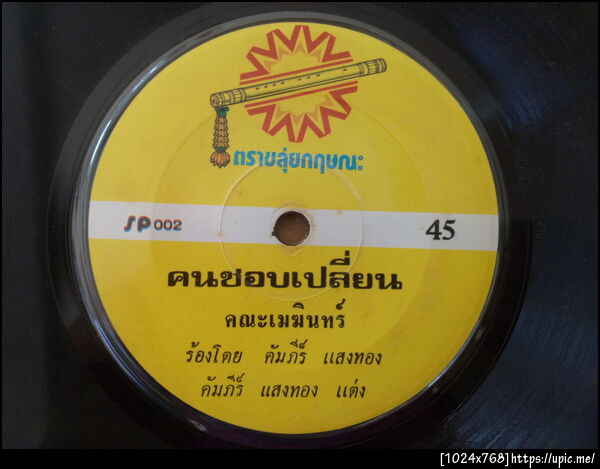 ตราขลุ่ยกฤษณะ
SP 002
45
คนชอบเปลี่ยน
คณะเมฆินทร์
ร้องโดย คัมภีร์ แสงทอง
คัมภีร์ แสงทอง แต่ง
[1024x768]https://upic.me/